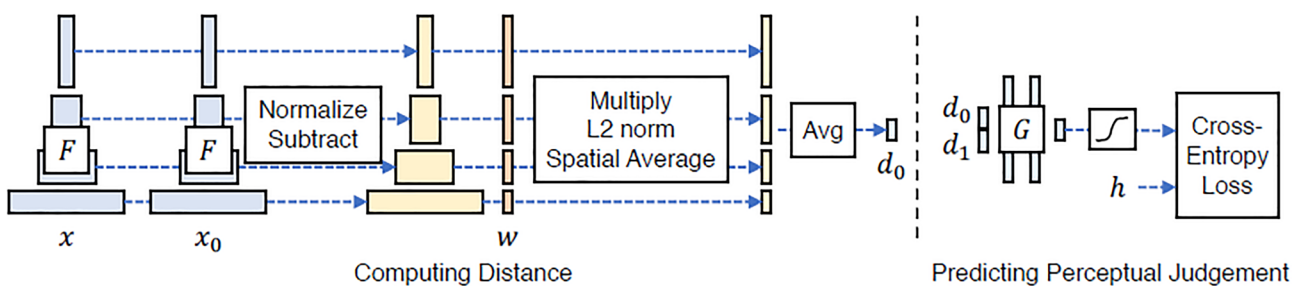 F
F
x
x₀
Normalize
Subtract
w
Multiply
L2 norm
Spatial Average
Avg
d₀
Computing Distance
d₀
d₁
G
h
Cross-
Entropy
Loss
Predicting Perceptual Judgement